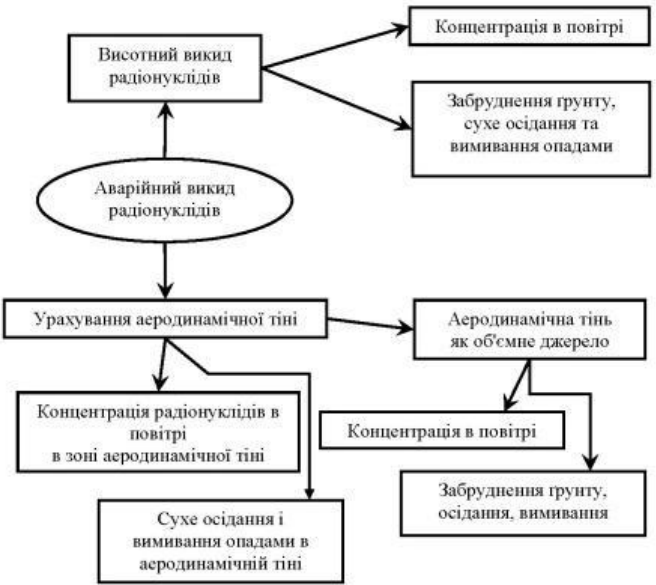 Концентрація в повітрі
Висотний викид
радіонуклідів
Забруднення ґрунту,
сухе осідання та
вимивання опадами
Аварійний викид
радіонуклідів
Урахування аеродинамічної тіні
Аеродинамічна тінь
як об'ємне джерело
Концентрація радіонуклідів в
повітрі
в зоні аеродинамічної тіні
Концентрація в повітрі
Забруднення ґрунту,
осідання, вимивання
Сухе осідання і
вимивання опадами в
аеродинамічній тіні